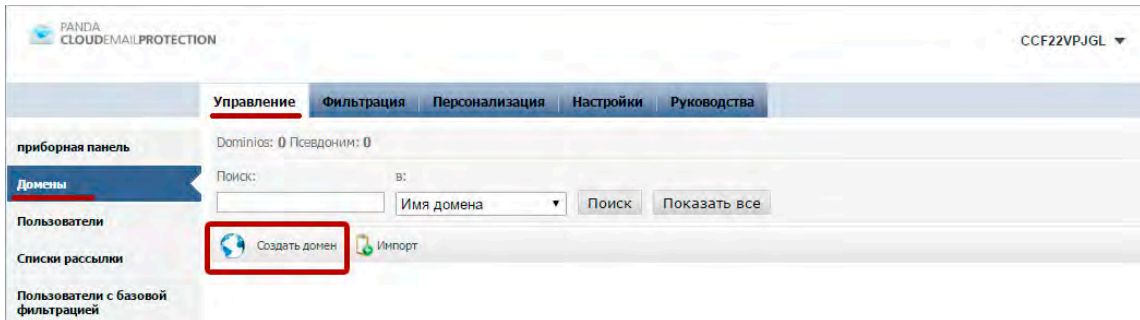 PANDA
CLOUDEMAILPROTECTION
CCF22VPJGL
Управление Фильтрация Персонализация Настройки Руководства
приборная панель
Dominios: 0 Псевдоним: 0
Домены
Поиск: в:
Имя домена Поиск Показать все
Пользователи
Создать домен Импорт
Списки рассылки
Пользователи с базовой
фильтрацией